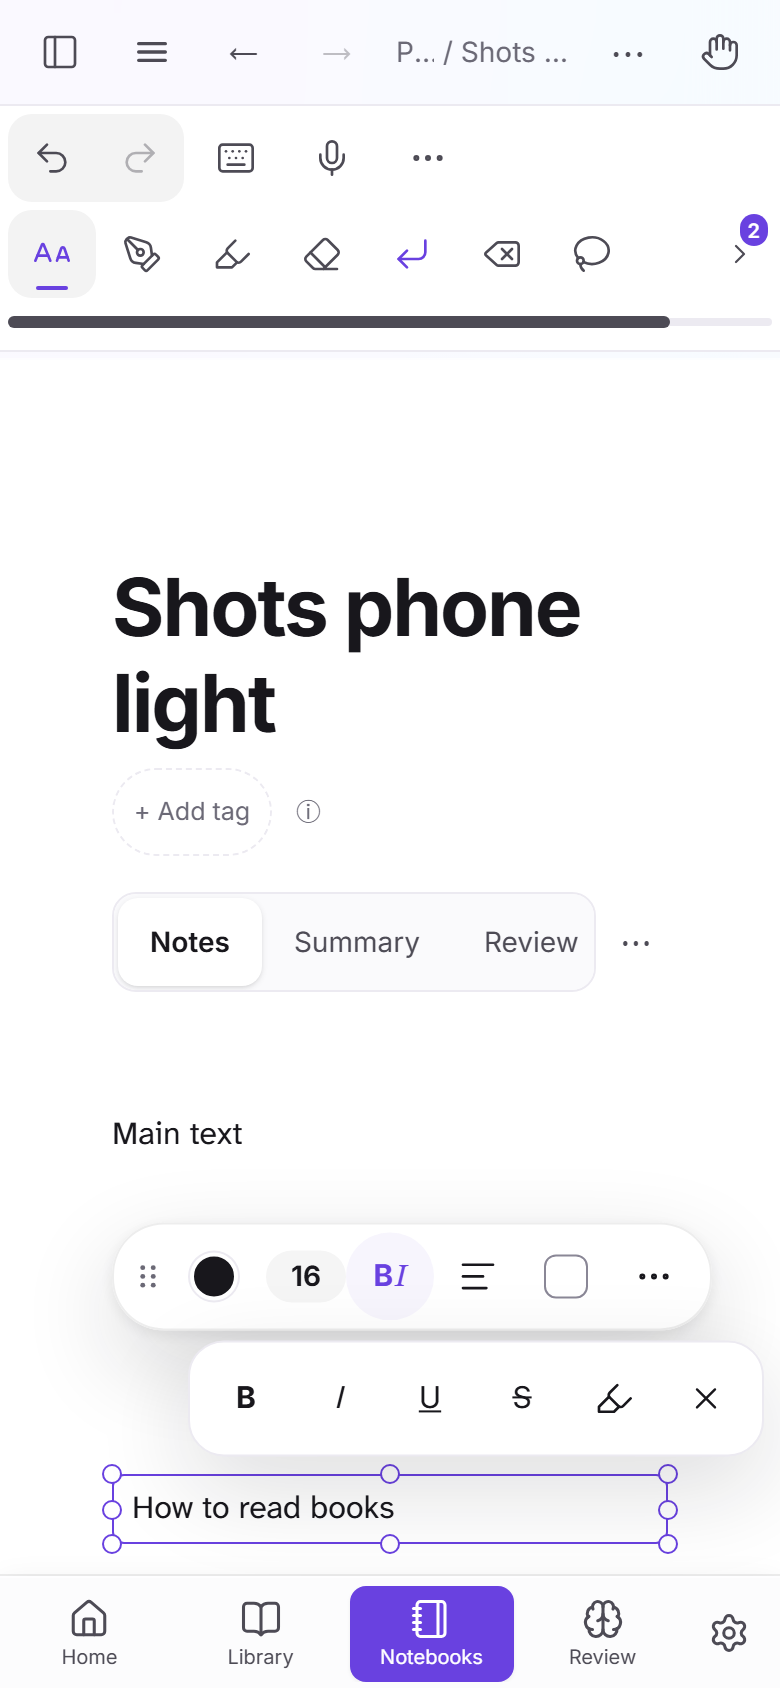 P... / Shots ...
2
Shots phone
light
+ Add tag
Notes Summary Review
Main text
16 BI
B I U S
How to read books
Home Library Notebooks Review